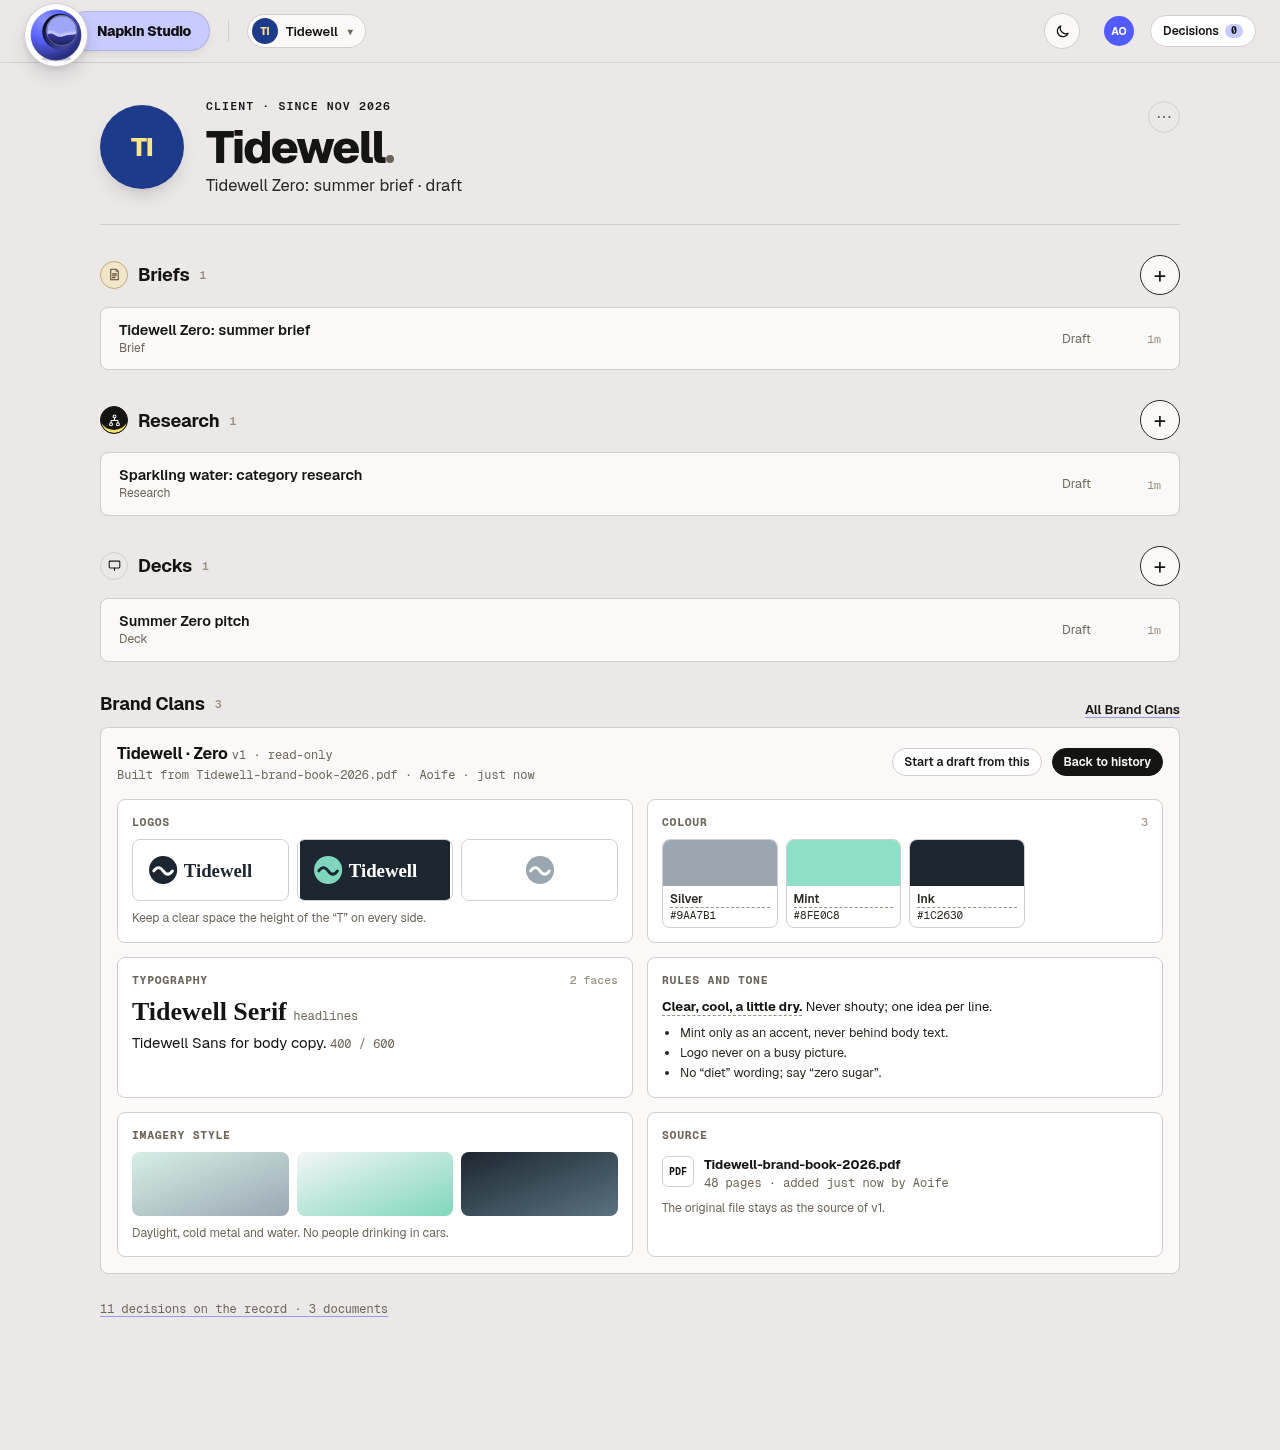 Napkin Studio
TI Tidewell ▾
AO
Decisions 0
TI
CLIENT · SINCE NOV 2026
Tidewell.
Tidewell Zero: summer brief · draft
Briefs 1
Tidewell Zero: summer brief
Brief
Draft 1m
Research 1
Sparkling water: category research
Research
Draft 1m
Decks 1
Summer Zero pitch
Deck
Draft 1m
Brand Clans 3
All Brand Clans
Tidewell · Zero v1 · read-only
Built from Tidewell-brand-book-2026.pdf · Aoife · just now
Start a draft from this
Back to history
LOGOS
Tidewell
Tidewell
Keep a clear space the height of the “T” on every side.
COLOUR 3
Silver
#9AA7B1
Mint
#8FE0C8
Ink
#1C2630
TYPOGRAPHY 2 faces
Tidewell Serif headlines
Tidewell Sans for body copy. 400 / 600
RULES AND TONE
Clear, cool, a little dry. Never shouty; one idea per line.
• Mint only as an accent, never behind body text.
• Logo never on a busy picture.
• No “diet” wording; say “zero sugar”.
IMAGERY STYLE
Daylight, cold metal and water. No people drinking in cars.
SOURCE
PDF
Tidewell-brand-book-2026.pdf
48 pages · added just now by Aoife
The original file stays as the source of v1.
11 decisions on the record · 3 documents